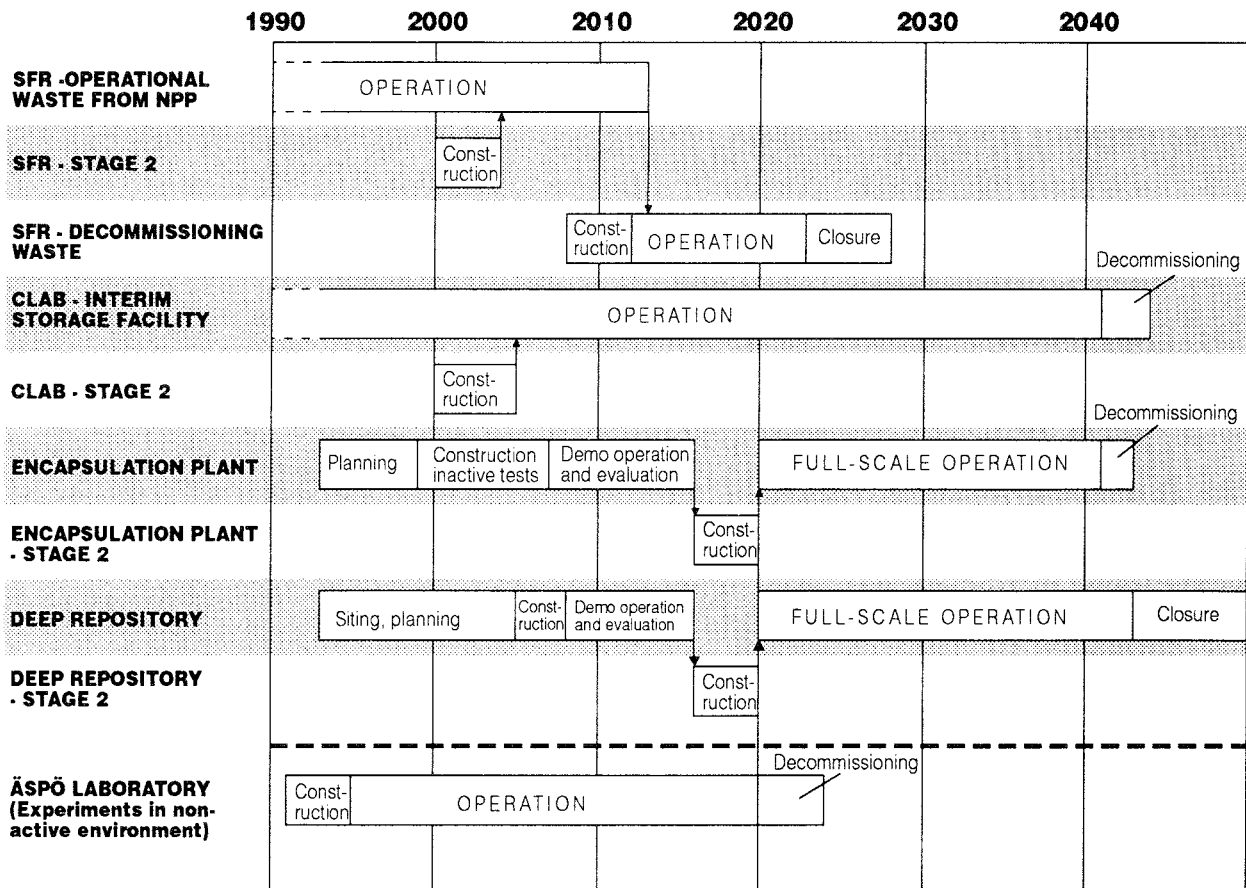 1990 2000 2010 2020 2030 2040
SFR -OPERATIONAL
WASTE FROM NPP
OPERATION
SFR - STAGE 2
Const-
ruction
SFR - DECOMMISSIONING
WASTE
Const-
ruction
OPERATION
Closure
CLAB - INTERIM
STORAGE FACILITY
OPERATION
Decommissioning
CLAB - STAGE 2
Const-
ruction
ENCAPSULATION PLANT
Planning
Construction
inactive tests
Demo operation
and evaluation
FULL-SCALE OPERATION
Decommissioning
ENCAPSULATION PLANT
- STAGE 2
Const-
ruction
DEEP REPOSITORY
Siting, planning
Const-
ruction
Demo operation
and evaluation
FULL-SCALE OPERATION
Closure
DEEP REPOSITORY
- STAGE 2
Const-
ruction
ÄSPÖ LABORATORY
(Experiments in non-
active environment)
Const-
ruction
OPERATION
Decommissioning